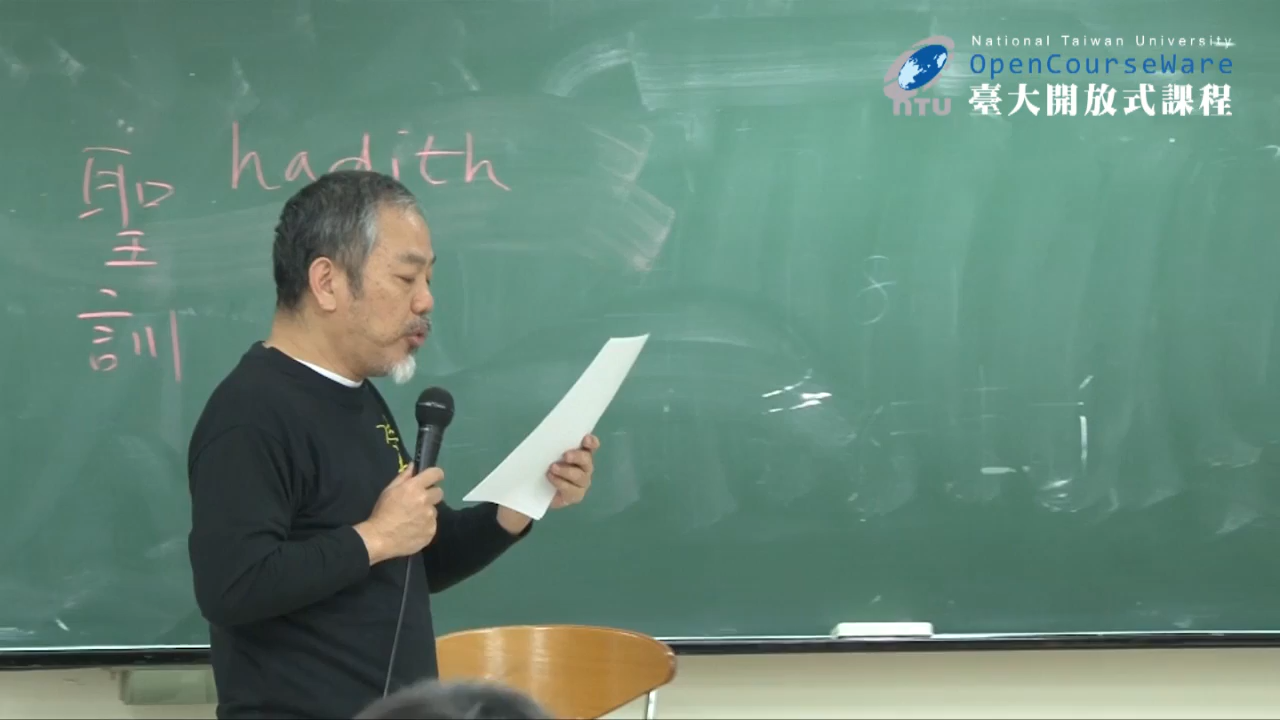 National Taiwan University
OpenCourseWare
臺大開放式課程
NTU
聖訓
hadith